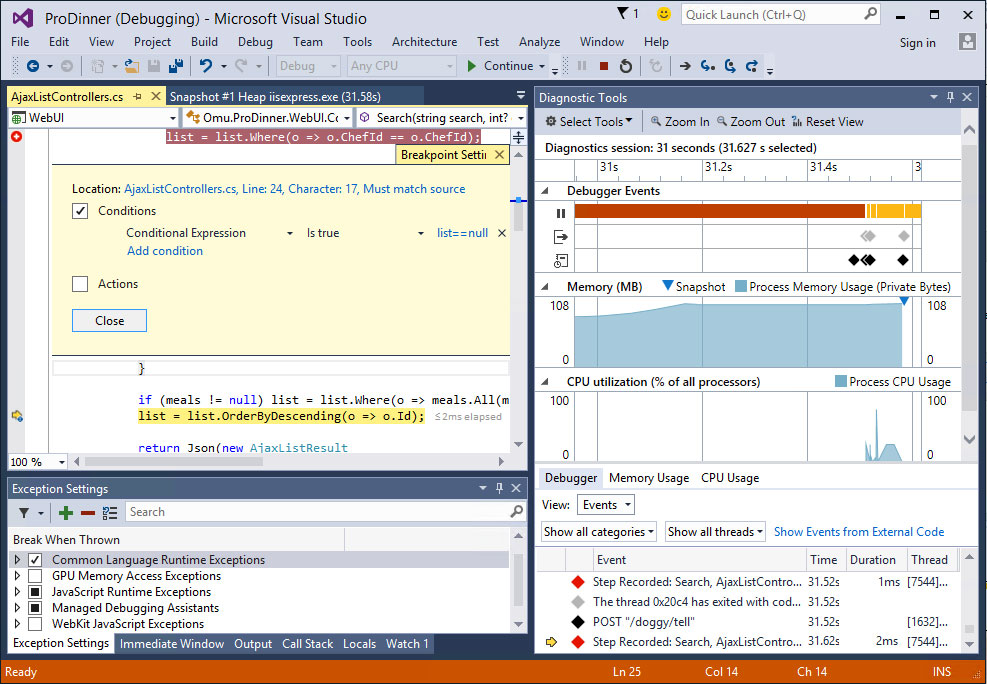 ProDinner (Debugging) - Microsoft Visual Studio
1
Quick Launch (Ctrl+Q)
File Edit View Project Build Debug Team Tools Architecture Test Analyze Window Help
Sign in
Debug Any CPU Continue
AjaxListControllers.cs Snapshot #1 Heap iisexpress.exe (31.58s)
WebUI Omu.ProDinner.WebUI.Cc Search(string search, int?
list = list.Where(o => o.ChefId == o.ChefId);
Breakpoint Settin
Location: AjaxListControllers.cs, Line: 24, Character: 17, Must match source
Conditions
Conditional Expression Is true list==null
Add condition
Actions
Close
}
if (meals != null) list = list.Where(o => meals.All(m
list = list.OrderByDescending(o => o.Id); ≤2ms elapsed
return Json(new AjaxListResult
100 %
Exception Settings
Search
Break When Thrown
Common Language Runtime Exceptions
GPU Memory Access Exceptions
JavaScript Runtime Exceptions
Managed Debugging Assistants
WebKit JavaScript Exceptions
Exception Settings Immediate Window Output Call Stack Locals Watch 1
Diagnostic Tools
Select Tools Zoom In Zoom Out Reset View
Diagnostics session: 31 seconds (31.627 s selected)
31s 31.2s 31.4s 3
Debugger Events
Memory (MB) Snapshot Process Memory Usage (Private Bytes)
108 108
0 0
CPU utilization (% of all processors) Process CPU Usage
100 100
0 0
Debugger Memory Usage CPU Usage
View: Events
Show all categories Show all threads Show Events from External Code
Event Time Duration Thread
Step Recorded: Search, AjaxListContro... 31.52s 1ms [7544]...
The thread 0x20c4 has exited with cod... 31.52s
POST "/doggy/tell" 31.52s [1632]...
Step Recorded: Search, AjaxListContro... 31.62s 2ms [7544]...
Ready Ln 25 Col 14 Ch 14 INS